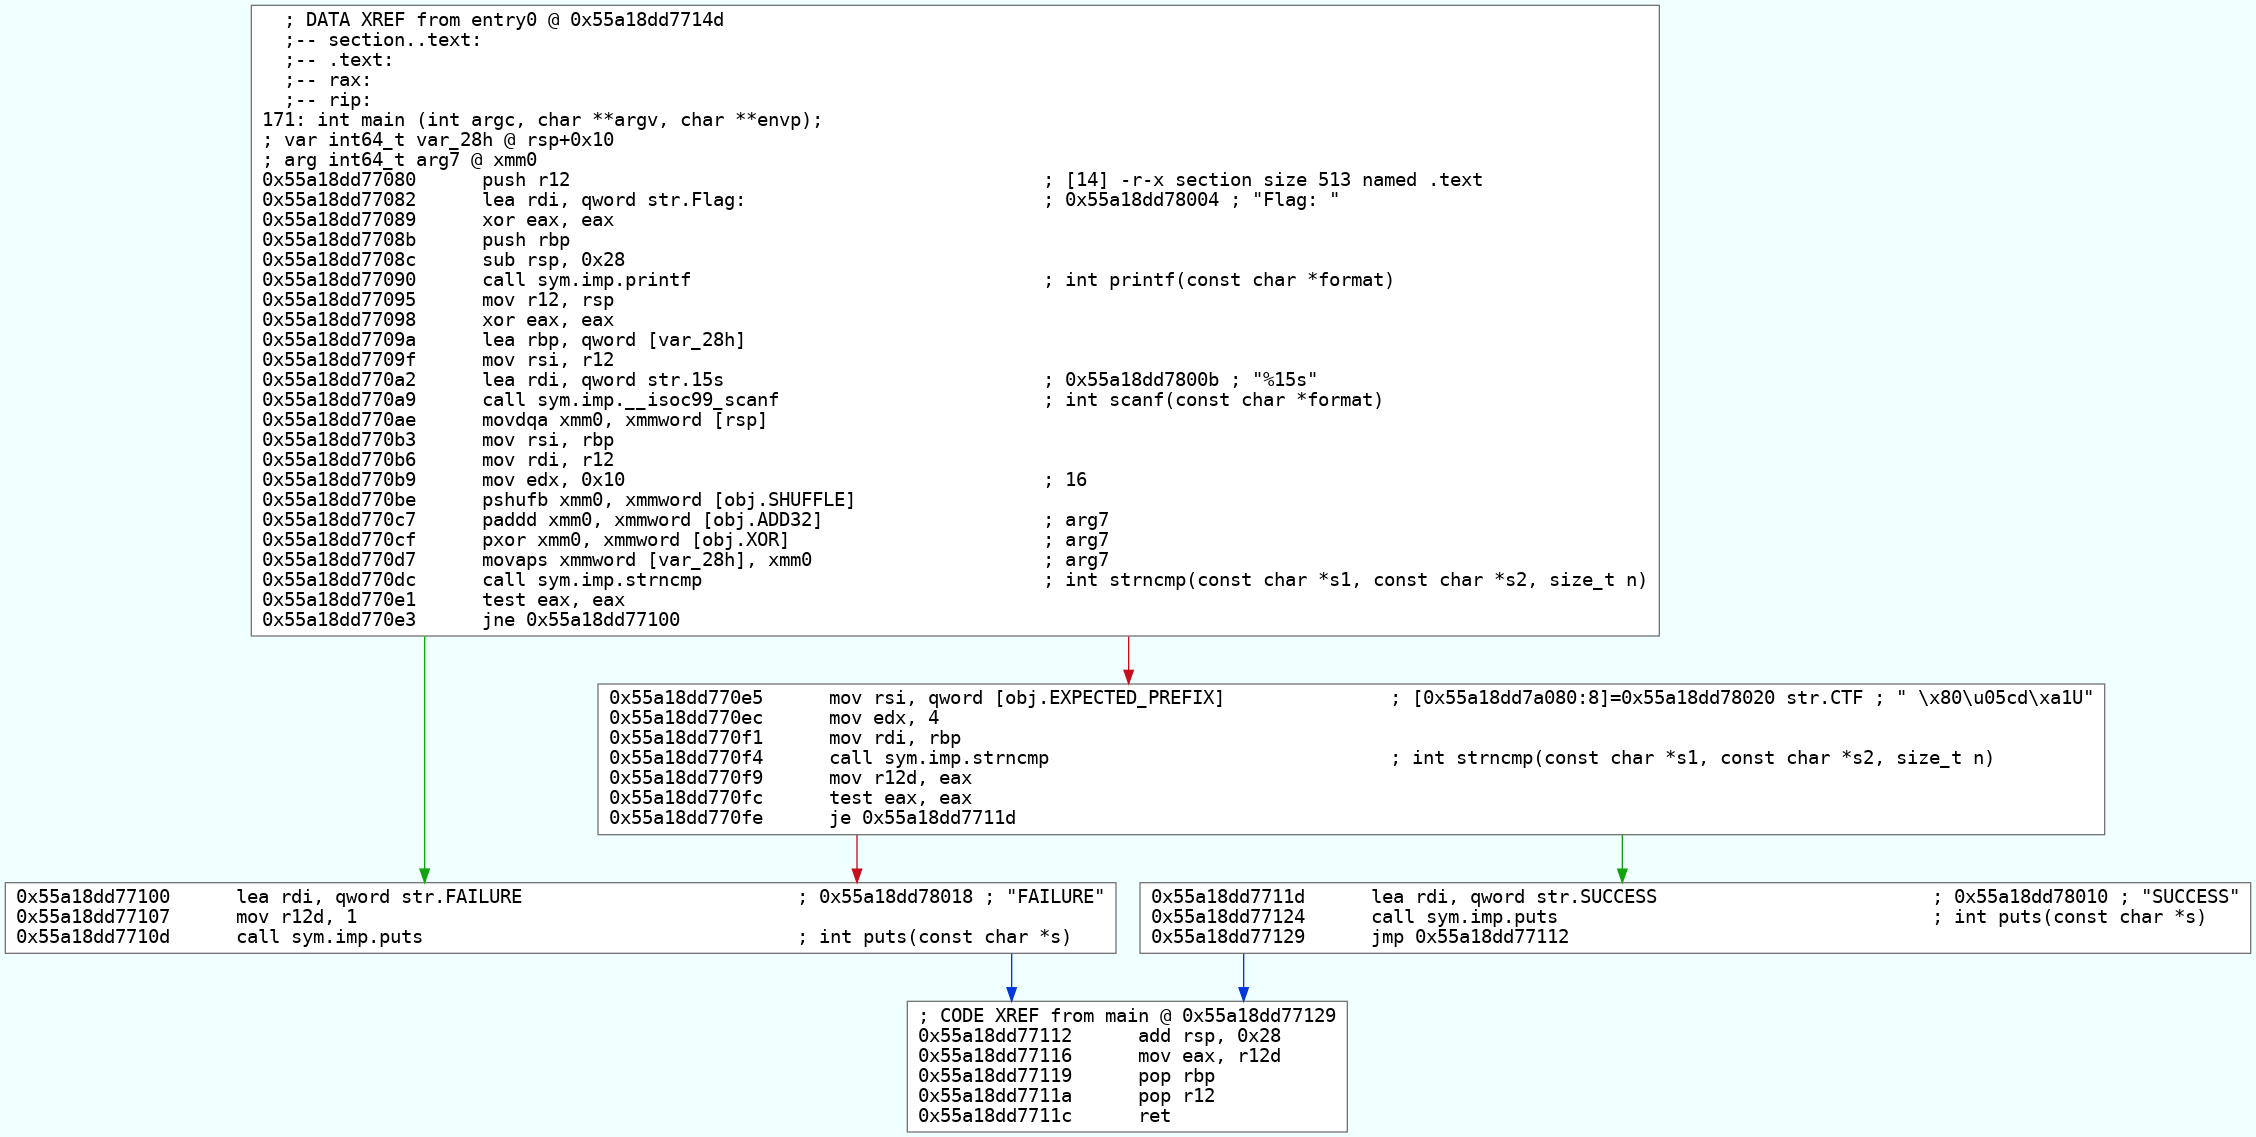 ; DATA XREF from entry0 @ 0x55a18dd7714d
;-- section..text:
;-- .text:
;-- rax:
;-- rip:
171: int main (int argc, char **argv, char **envp);
; var int64_t var_28h @ rsp+0x10
; arg int64_t arg7 @ xmm0
0x55a18dd77080 push r12 ; [14] -r-x section size 513 named .text
0x55a18dd77082 lea rdi, qword str.Flag: ; 0x55a18dd78004 ; "Flag: "
0x55a18dd77089 xor eax, eax
0x55a18dd7708b push rbp
0x55a18dd7708c sub rsp, 0x28
0x55a18dd77090 call sym.imp.printf ; int printf(const char *format)
0x55a18dd77095 mov r12, rsp
0x55a18dd77098 xor eax, eax
0x55a18dd7709a lea rbp, qword [var_28h]
0x55a18dd7709f mov rsi, r12
0x55a18dd770a2 lea rdi, qword str.15s ; 0x55a18dd7800b ; "%15s"
0x55a18dd770a9 call sym.imp.__isoc99_scanf ; int scanf(const char *format)
0x55a18dd770ae movdqa xmm0, xmmword [rsp]
0x55a18dd770b3 mov rsi, rbp
0x55a18dd770b6 mov rdi, r12
0x55a18dd770b9 mov edx, 0x10 ; 16
0x55a18dd770be pshufb xmm0, xmmword [obj.SHUFFLE]
0x55a18dd770c7 paddd xmm0, xmmword [obj.ADD32] ; arg7
0x55a18dd770cf pxor xmm0, xmmword [obj.XOR] ; arg7
0x55a18dd770d7 movaps xmmword [var_28h], xmm0 ; arg7
0x55a18dd770dc call sym.imp.strncmp ; int strncmp(const char *s1, const char *s2, size_t n)
0x55a18dd770e1 test eax, eax
0x55a18dd770e3 jne 0x55a18dd77100
0x55a18dd770e5 mov rsi, qword [obj.EXPECTED_PREFIX] ; [0x55a18dd7a080:8]=0x55a18dd78020 str.CTF ; " \x80\u05cd\xa1U"
0x55a18dd770ec mov edx, 4
0x55a18dd770f1 mov rdi, rbp
0x55a18dd770f4 call sym.imp.strncmp ; int strncmp(const char *s1, const char *s2, size_t n)
0x55a18dd770f9 mov r12d, eax
0x55a18dd770fc test eax, eax
0x55a18dd770fe je 0x55a18dd7711d
0x55a18dd77100 lea rdi, qword str.FAILURE ; 0x55a18dd78018 ; "FAILURE"
0x55a18dd77107 mov r12d, 1
0x55a18dd7710d call sym.imp.puts ; int puts(const char *s)
0x55a18dd7711d lea rdi, qword str.SUCCESS ; 0x55a18dd78010 ; "SUCCESS"
0x55a18dd77124 call sym.imp.puts ; int puts(const char *s)
0x55a18dd77129 jmp 0x55a18dd77112
; CODE XREF from main @ 0x55a18dd77129
0x55a18dd77112 add rsp, 0x28
0x55a18dd77116 mov eax, r12d
0x55a18dd77119 pop rbp
0x55a18dd7711a pop r12
0x55a18dd7711c ret